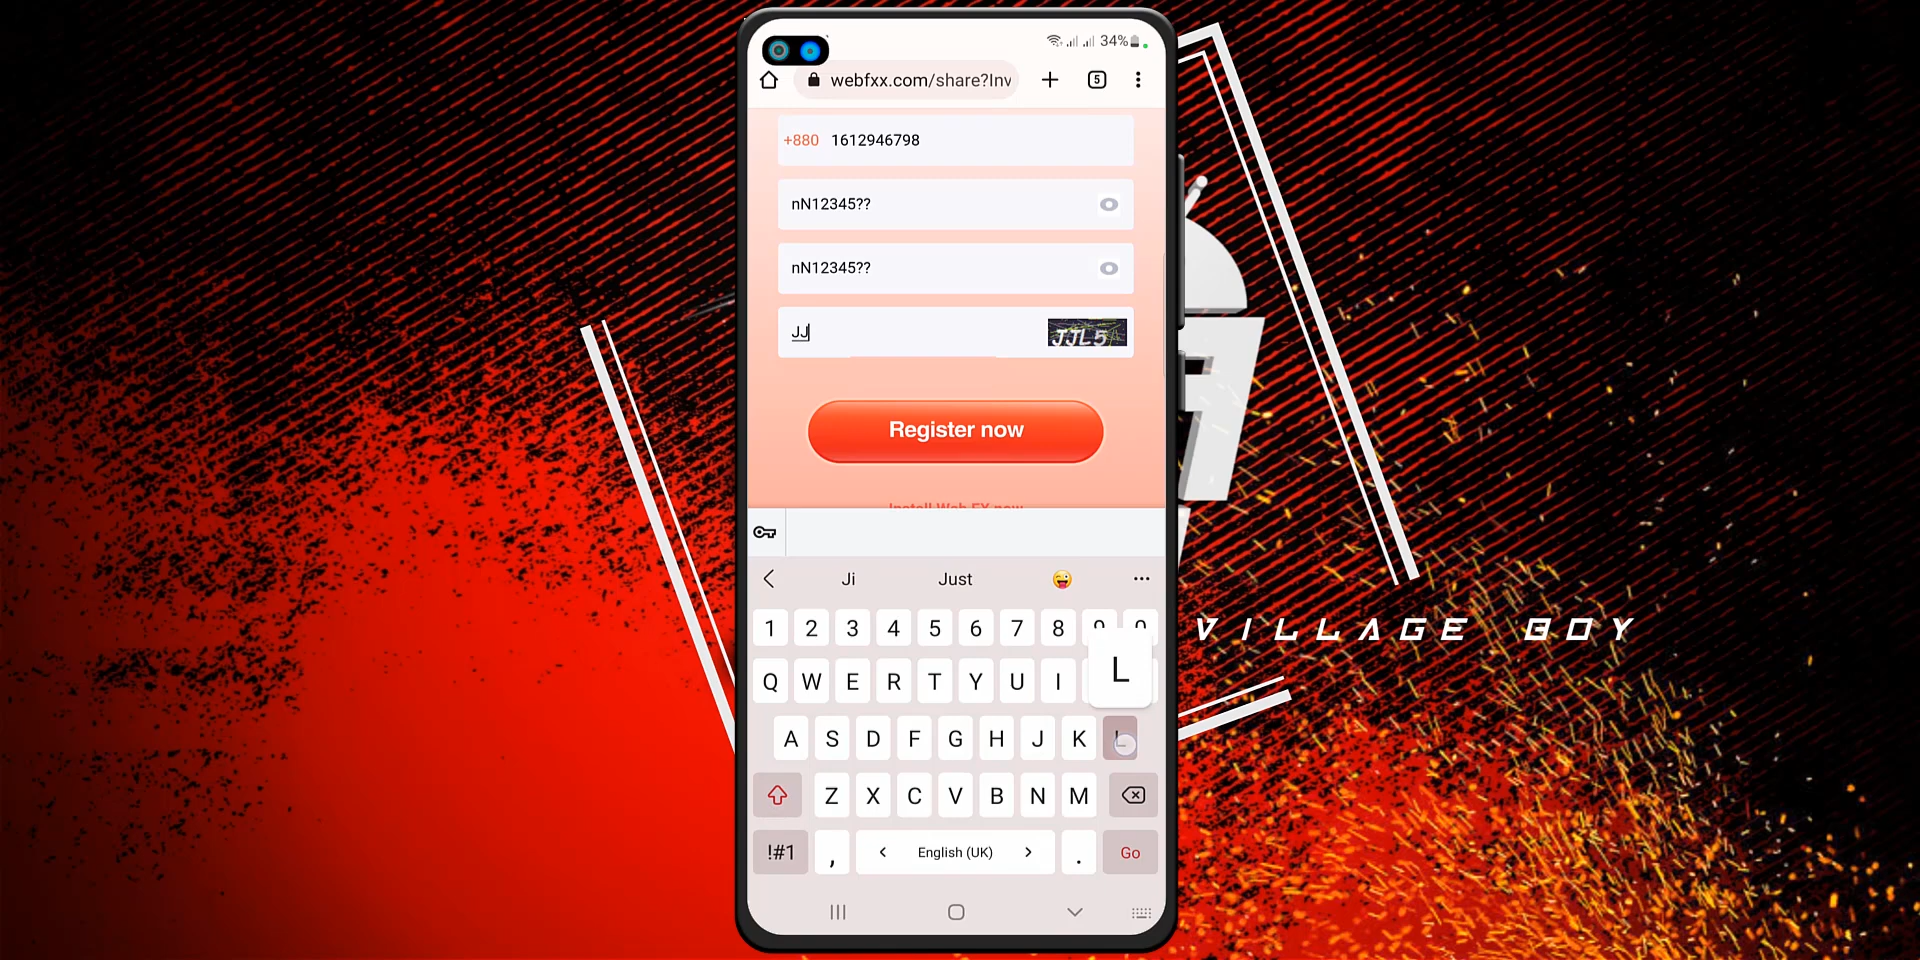 34%
webfxx.com/share?Inv
5
+880 1612946798
nN12345??
nN12345??
JJ
JJL5
Register now
Install Web FX now
Ji Just
1 2 3 4 5 6 7 8 9 0
Q W E R T Y U I L
A S D F G H J K L
Z X C V B N M
!#1 , < English (UK) > . Go
VILLAGE BOY